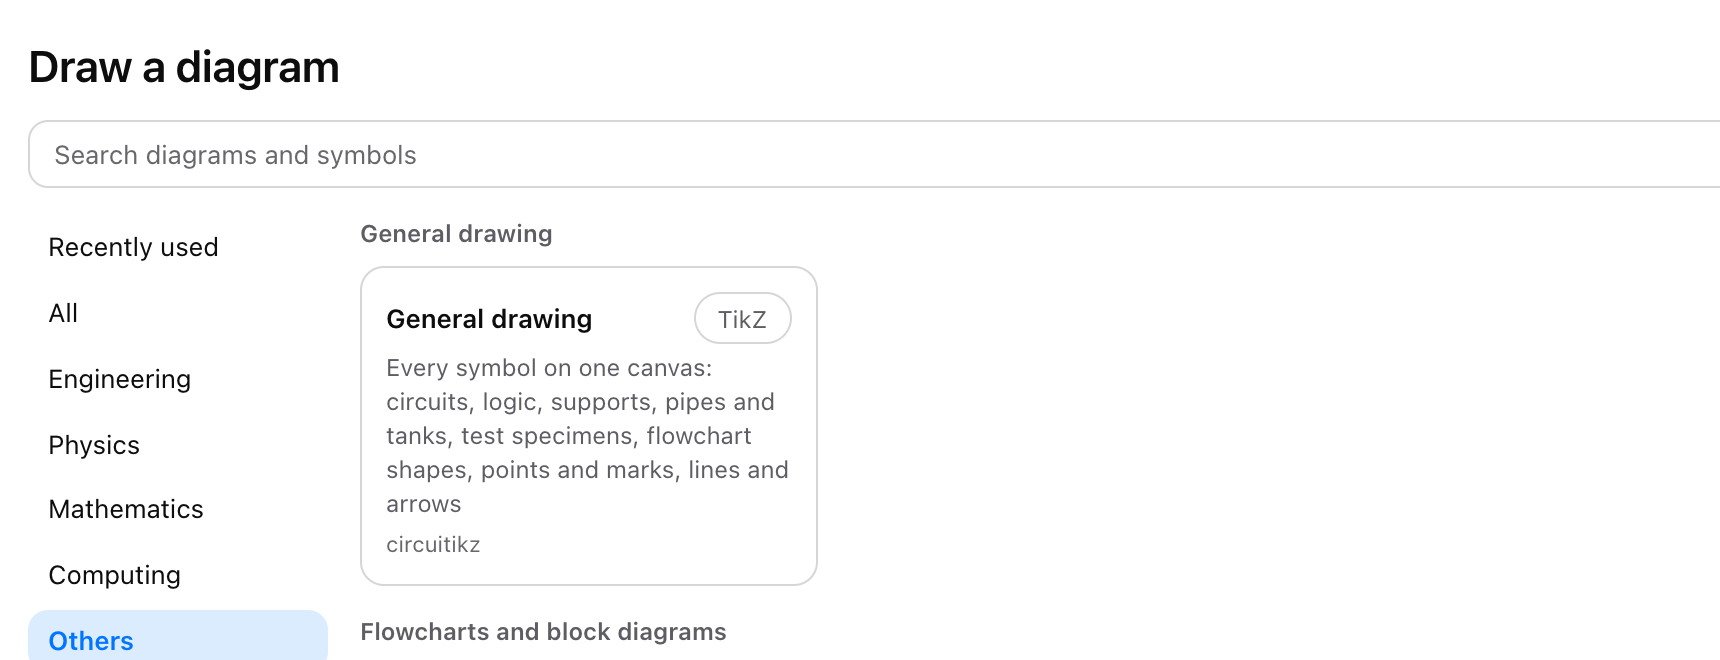 Draw a diagram
Search diagrams and symbols
Recently used
All
Engineering
Physics
Mathematics
Computing
Others
General drawing
General drawing
TikZ
Every symbol on one canvas:
circuits, logic, supports, pipes and
tanks, test specimens, flowchart
shapes, points and marks, lines and
arrows
circuitikz
Flowcharts and block diagrams